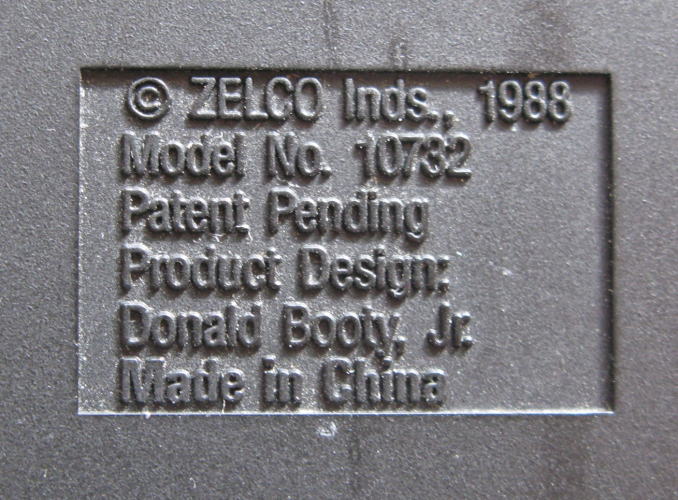 © ZELCO Inds., 1988
Model No. 10732
Patent Pending
Product Design:
Donald Booty, Jr.
Made in China